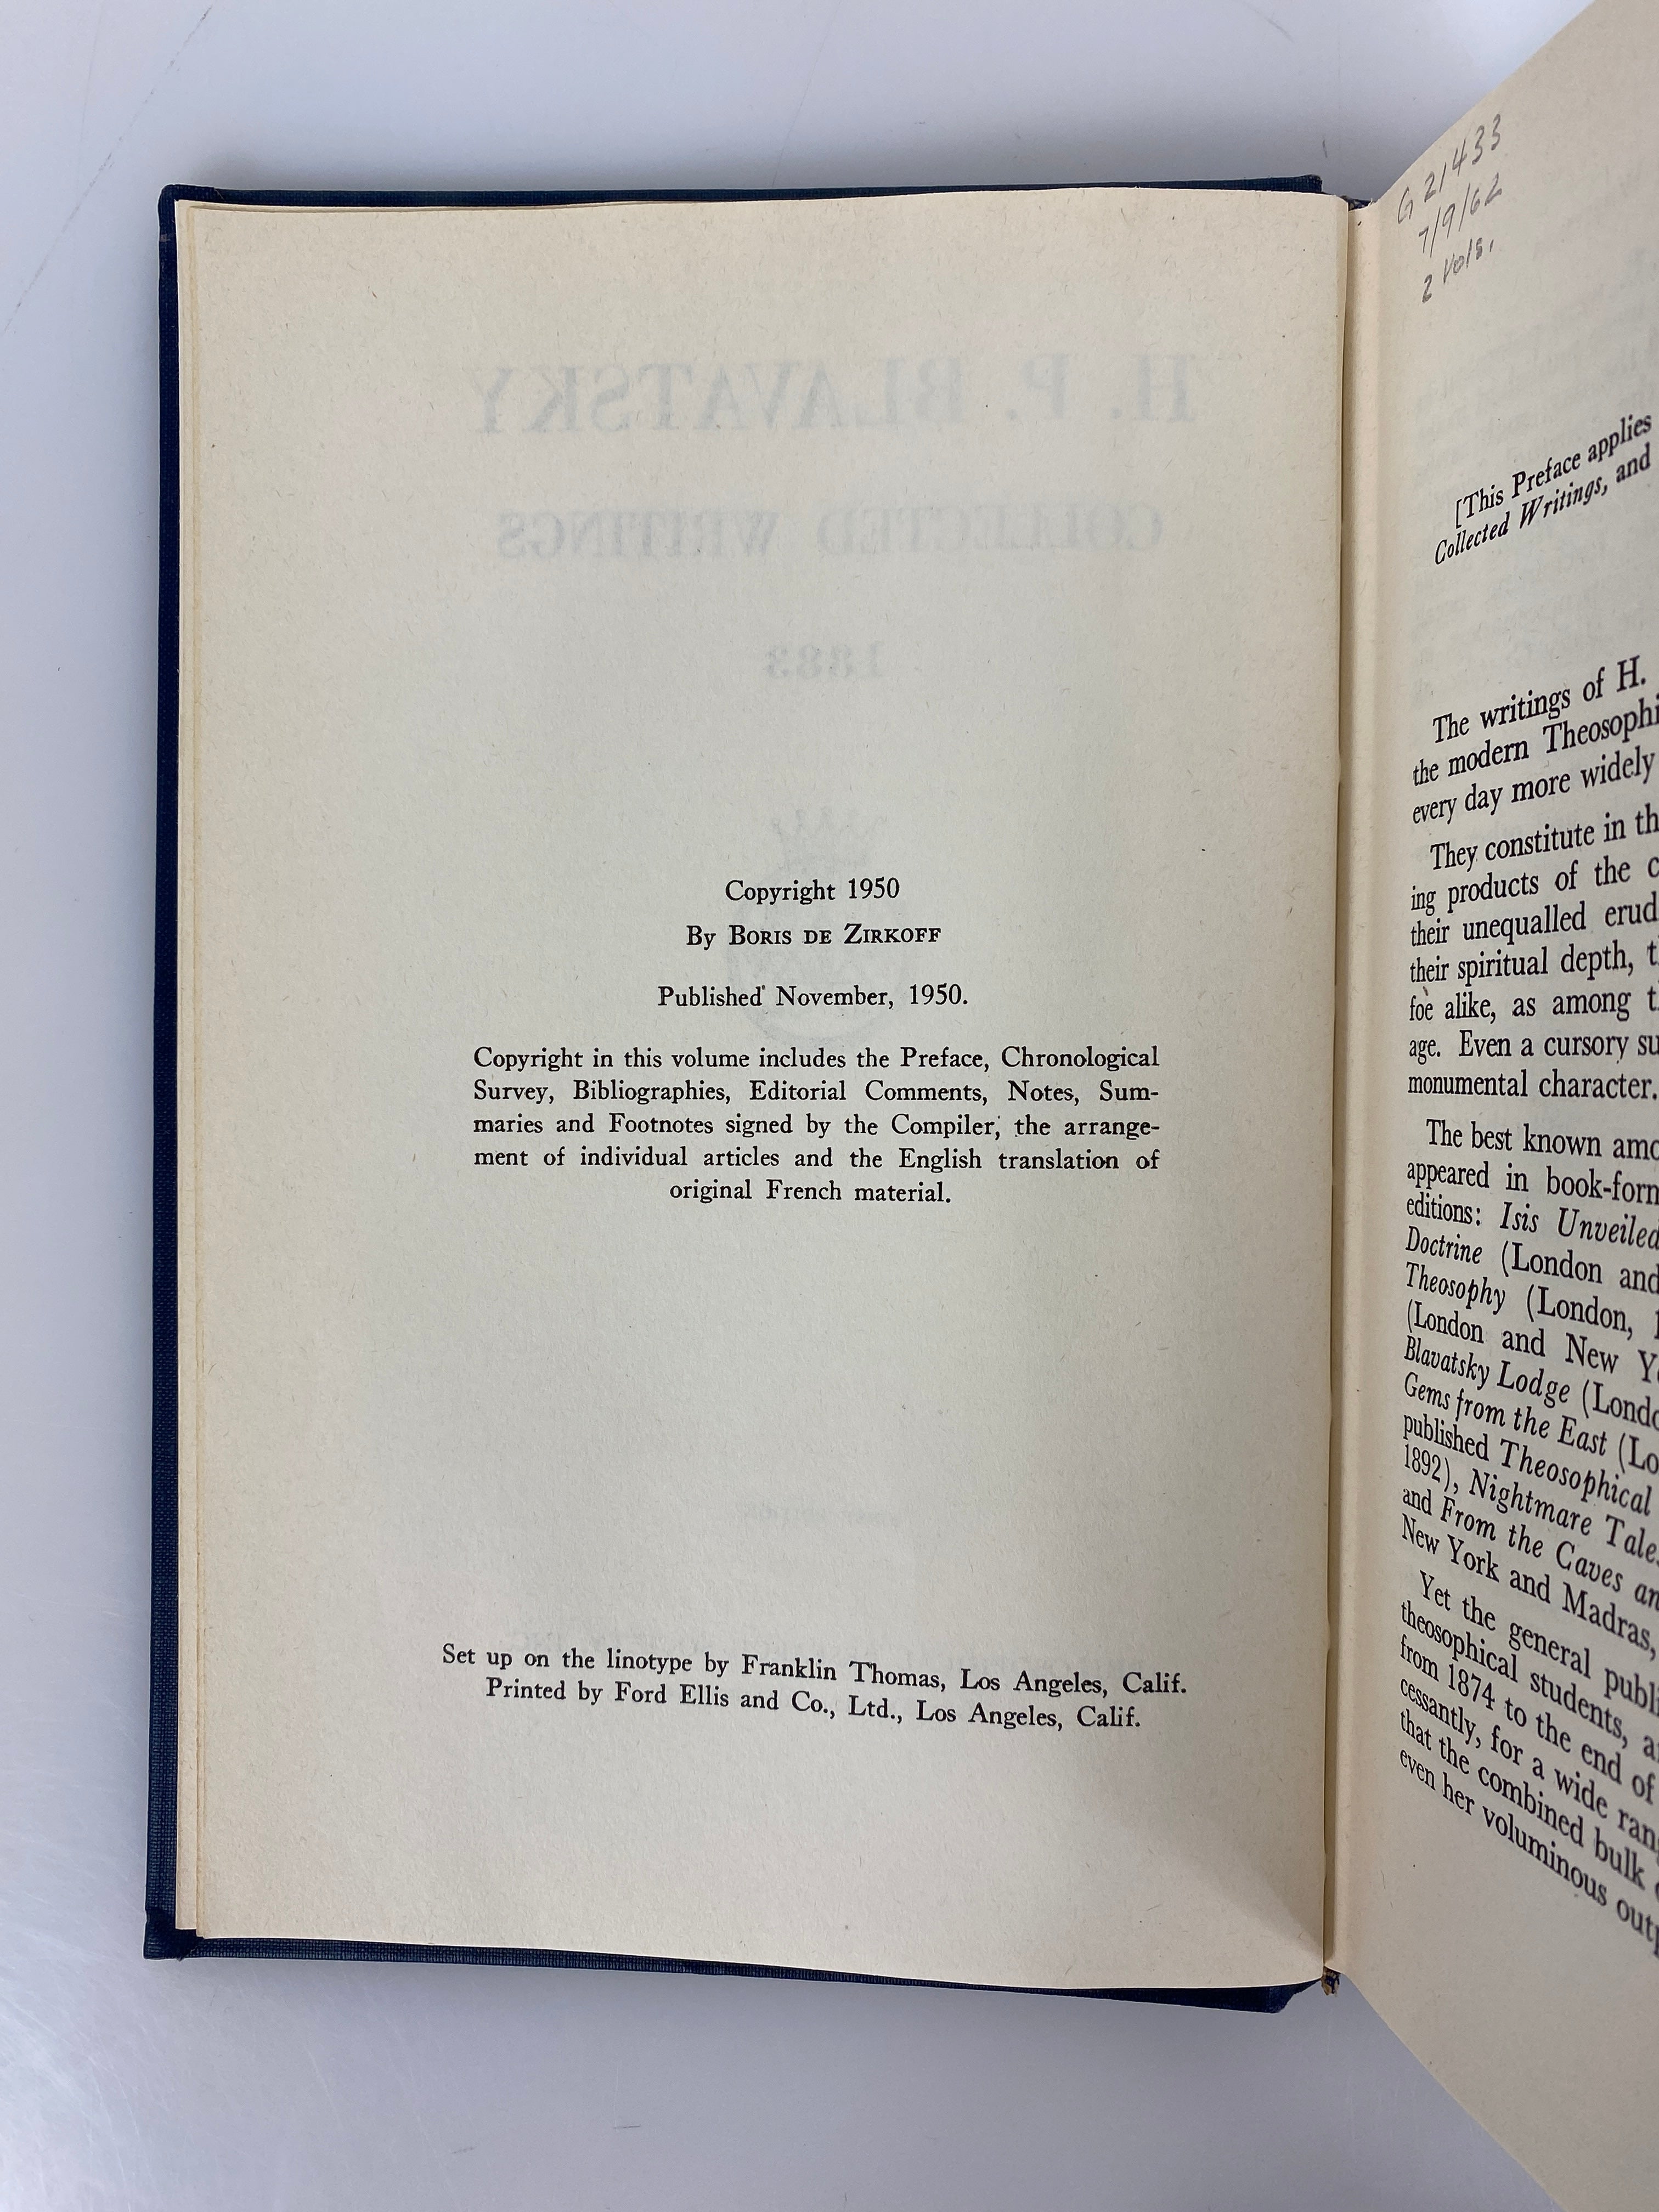 H. P. BLAVATSKY
COLLECTED WRITINGS
1883
Copyright 1950
By BORIS DE ZIRKOFF
Published November, 1950.
Copyright in this volume includes the Preface, Chronological
Survey, Bibliographies, Editorial Comments, Notes, Sum-
maries and Footnotes signed by the Compiler, the arrange-
ment of individual articles and the English translation of
original French material.
Set up on the linotype by Franklin Thomas, Los Angeles, Calif.
Printed by Ford Ellis and Co., Ltd., Los Angeles, Calif.
G 21433
7/9/62
2 Vols.
[This Preface applies
Collected Writings, and
The writings of H.
the modern Theosophi
every day more widely
They constitute in th
ing products of the c
their unequalled erud
their spiritual depth, t
foe alike, as among t
age. Even a cursory su
monumental character.
The best known amo
appeared in book-form
editions: Isis Unveiled
Doctrine (London and
Theosophy (London,
(London and New Y
Blavatsky Lodge (Londo
Gems from the East (Lo
published Theosophical
1892), Nightmare Tales
and From the Caves an
New York and Madras,
Yet the general publi
theosophical students, a
from 1874 to the end of
cessantly, for a wide rang
that the combined bulk
even her voluminous outp